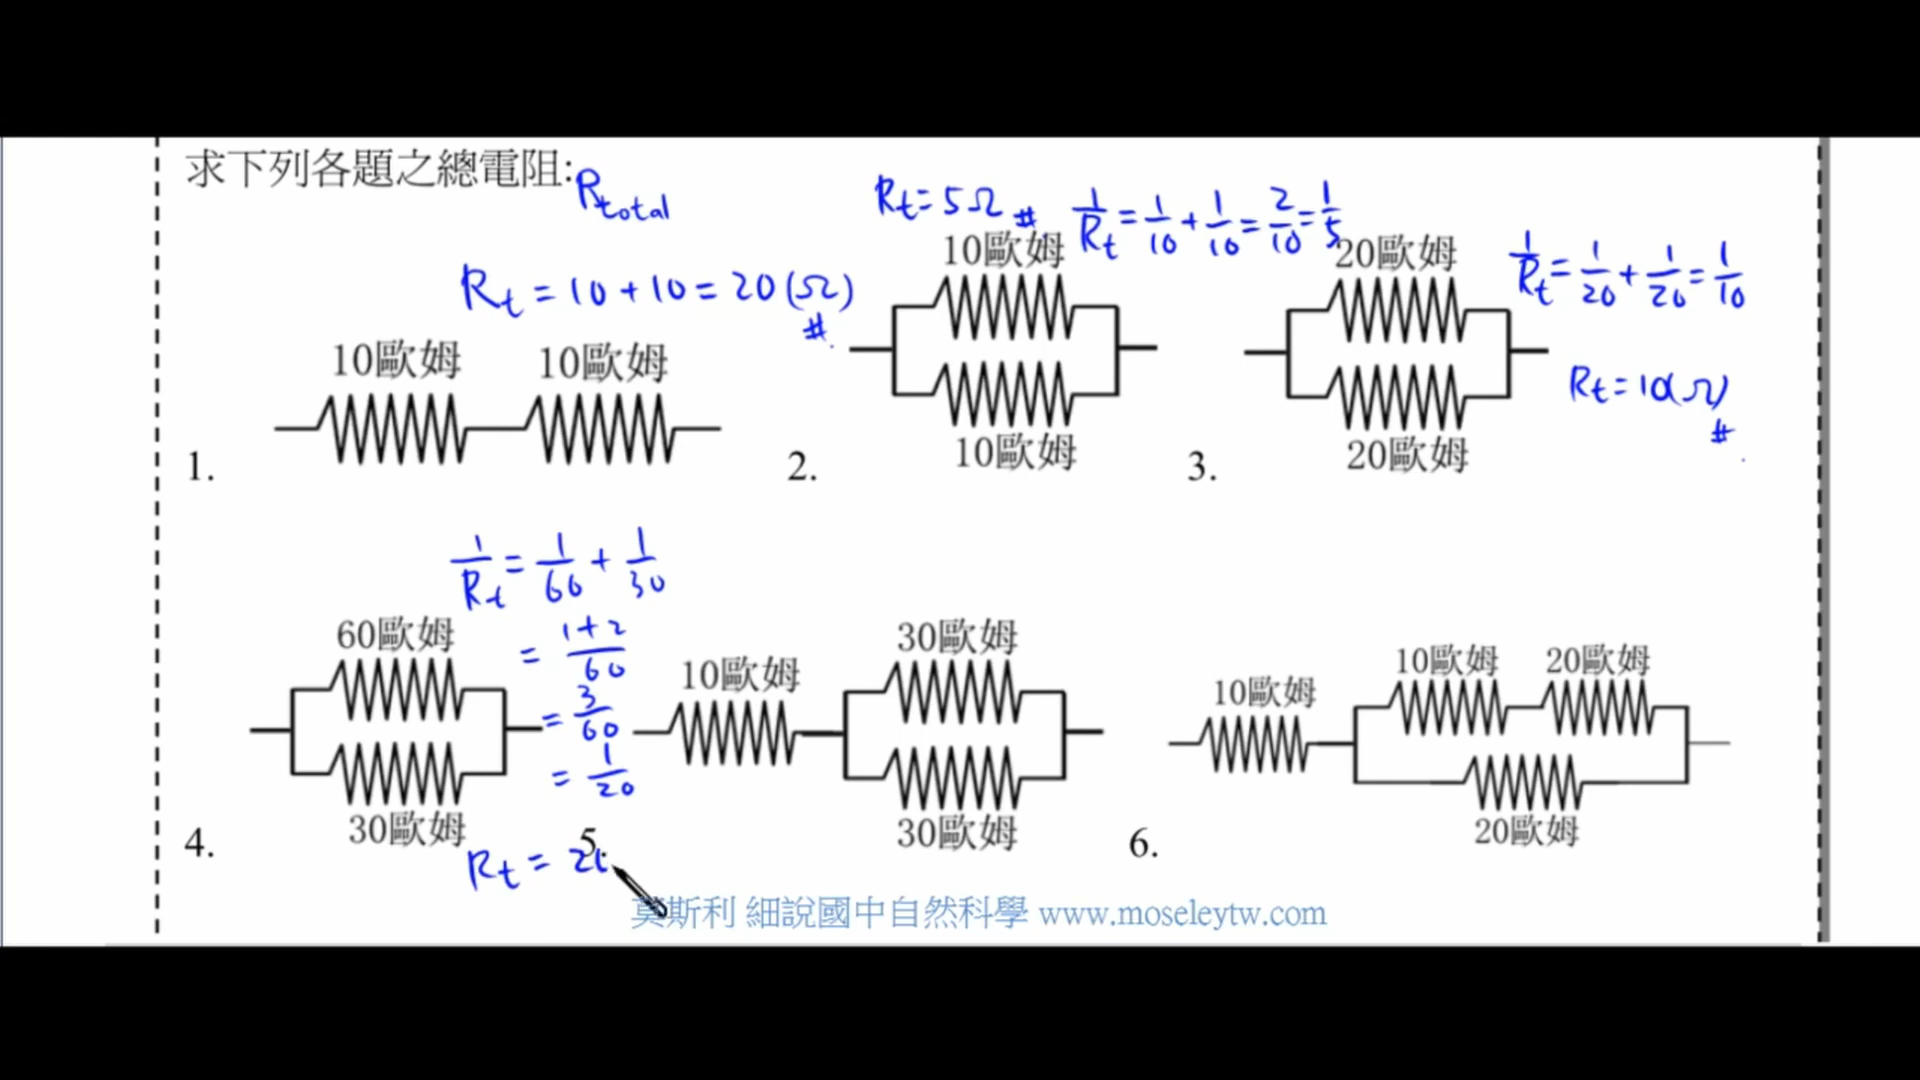 求下列各題之總電阻:
Rtotal
Rt = 10 + 10 = 20 (Ω) #
10歐姆 10歐姆
1.
Rt = 5Ω #
1/Rt = 1/10 + 1/10 = 2/10 = 1/5
10歐姆
10歐姆
2.
20歐姆
1/Rt = 1/20 + 1/20 = 1/10
Rt = 10(Ω) #
20歐姆
3.
1/Rt = 1/60 + 1/30
= 1+2/60
= 3/60
= 1/20
60歐姆
30歐姆
4.
Rt = 20
10歐姆
30歐姆
30歐姆
5.
10歐姆
10歐姆 20歐姆
20歐姆
6.
莫斯利 細說國中自然科學 www.moseleytw.com